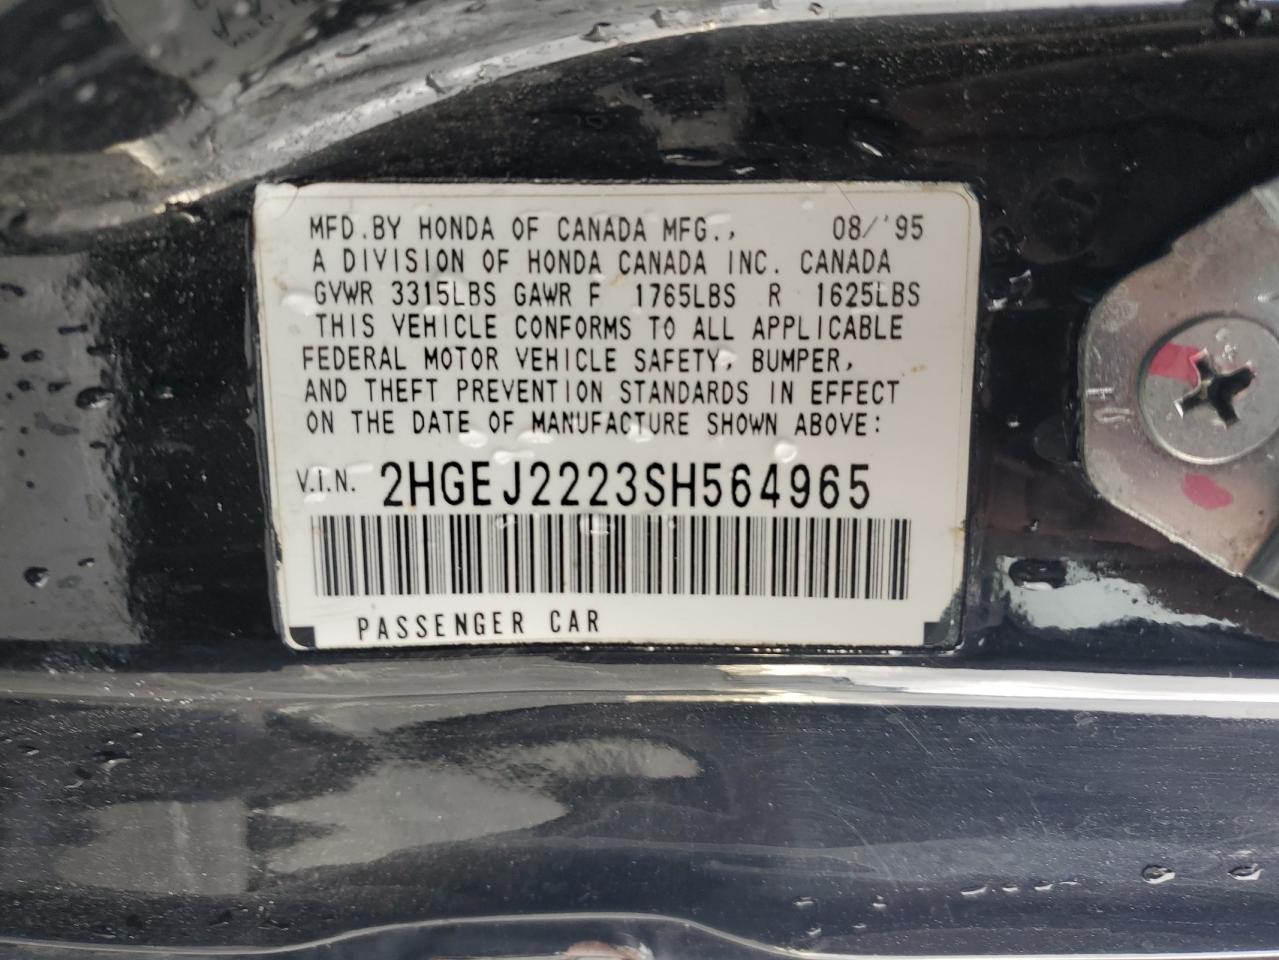 MFD.BY HONDA OF CANADA MFG., 08/'95
A DIVISION OF HONDA CANADA INC. CANADA
GVWR 3315LBS GAWR F 1765LBS R 1625LBS
THIS VEHICLE CONFORMS TO ALL APPLICABLE
FEDERAL MOTOR VEHICLE SAFETY, BUMPER,
AND THEFT PREVENTION STANDARDS IN EFFECT
ON THE DATE OF MANUFACTURE SHOWN ABOVE:
V.I.N. 2HGEJ2223SH564965
PASSENGER CAR